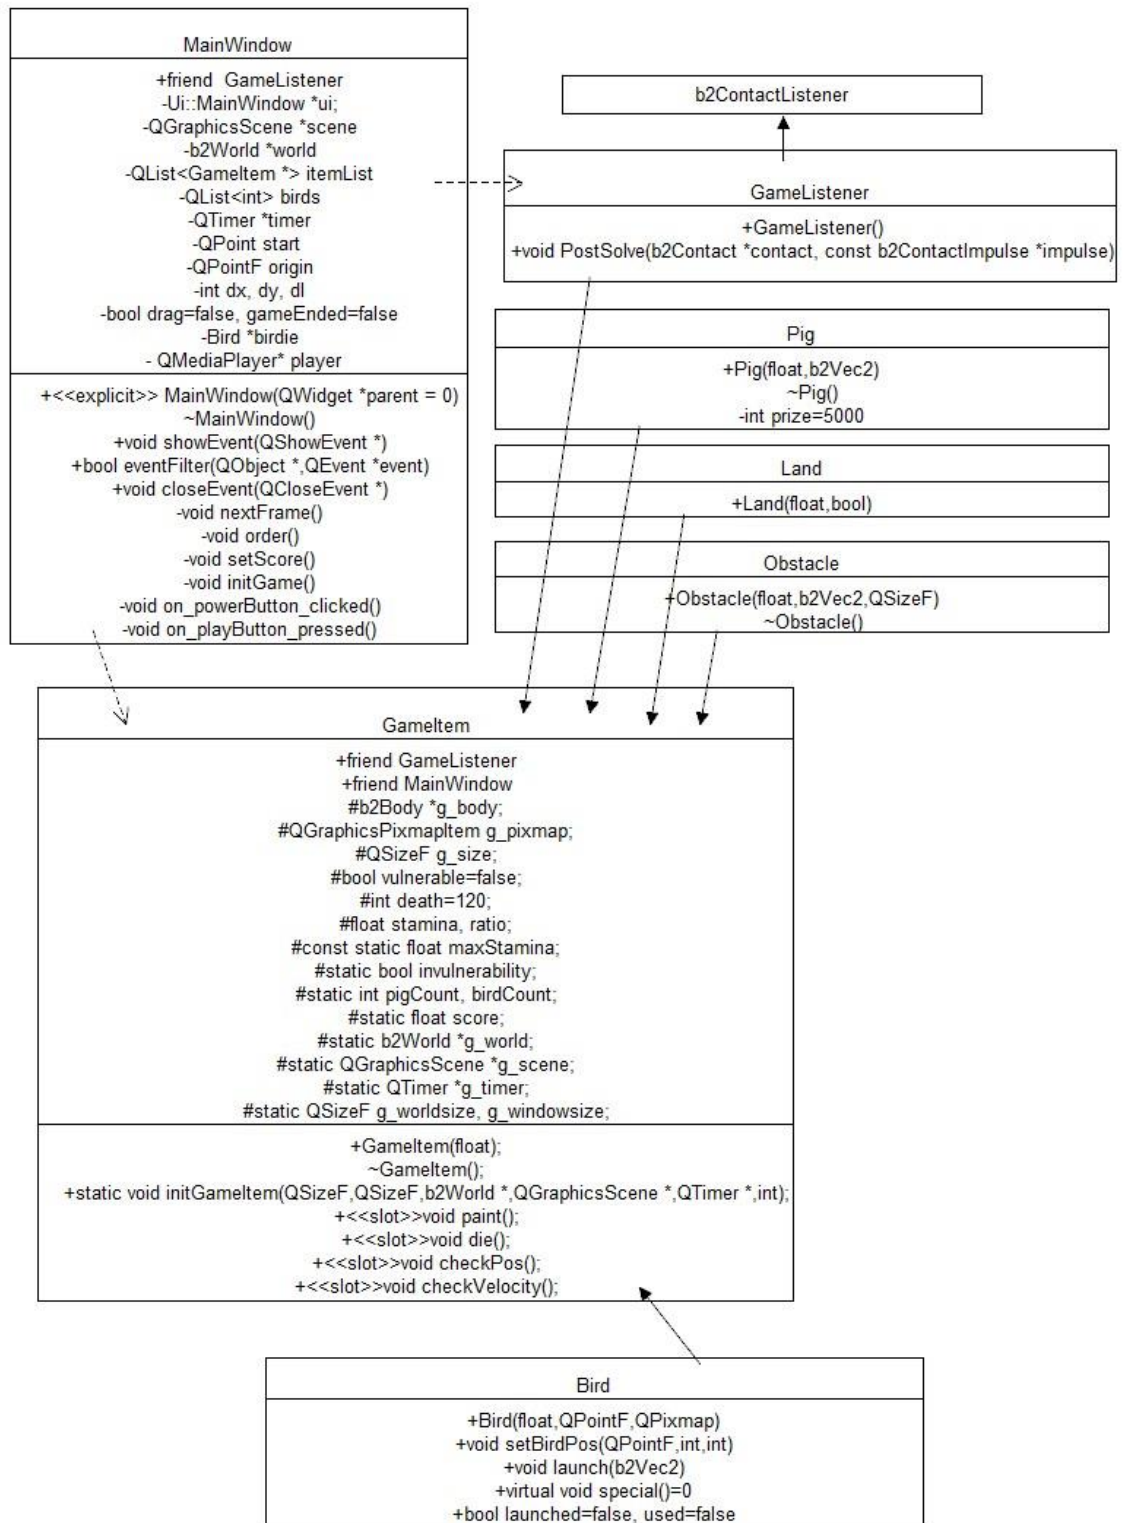 MainWindow
+friend  GameListener
-Ui::MainWindow *ui;
-QGraphicsScene *scene
-b2World *world
-QList<GameItem *> itemList
-QList<int> birds
-QTimer *timer
-QPoint start
-QPointF origin
-int dx, dy, dl
-bool drag=false, gameEnded=false
-Bird *birdie
- QMediaPlayer* player
+<<explicit>> MainWindow(QWidget *parent = 0)
~MainWindow()
+void showEvent(QShowEvent *)
+bool eventFilter(QObject *,QEvent *event)
+void closeEvent(QCloseEvent *)
-void nextFrame()
-void order()
-void setScore()
-void initGame()
-void on_powerButton_clicked()
-void on_playButton_pressed()
b2ContactListener
GameListener
+GameListener()
+void PostSolve(b2Contact *contact, const b2ContactImpulse *impulse)
Pig
+Pig(float,b2Vec2)
~Pig()
-int prize=5000
Land
+Land(float,bool)
Obstacle
+Obstacle(float,b2Vec2,QSizeF)
~Obstacle()
GameItem
+friend GameListener
+friend MainWindow
#b2Body *g_body;
#QGraphicsPixmapItem g_pixmap;
#QSizeF g_size;
#bool vulnerable=false;
#int death=120;
#float stamina, ratio;
#const static float maxStamina;
#static bool invulnerability;
#static int pigCount, birdCount;
#static float score;
#static b2World *g_world;
#static QGraphicsScene *g_scene;
#static QTimer *g_timer;
#static QSizeF g_worldsize, g_windowsize;
+GameItem(float);
~GameItem();
+static void initGameItem(QSizeF,QSizeF,b2World *,QGraphicsScene *,QTimer *,int);
+<<slot>>void paint();
+<<slot>>void die();
+<<slot>>void checkPos();
+<<slot>>void checkVelocity();
Bird
+Bird(float,QPointF,QPixmap)
+void setBirdPos(QPointF,int,int)
+void launch(b2Vec2)
+virtual void special()=0
+bool launched=false, used=false